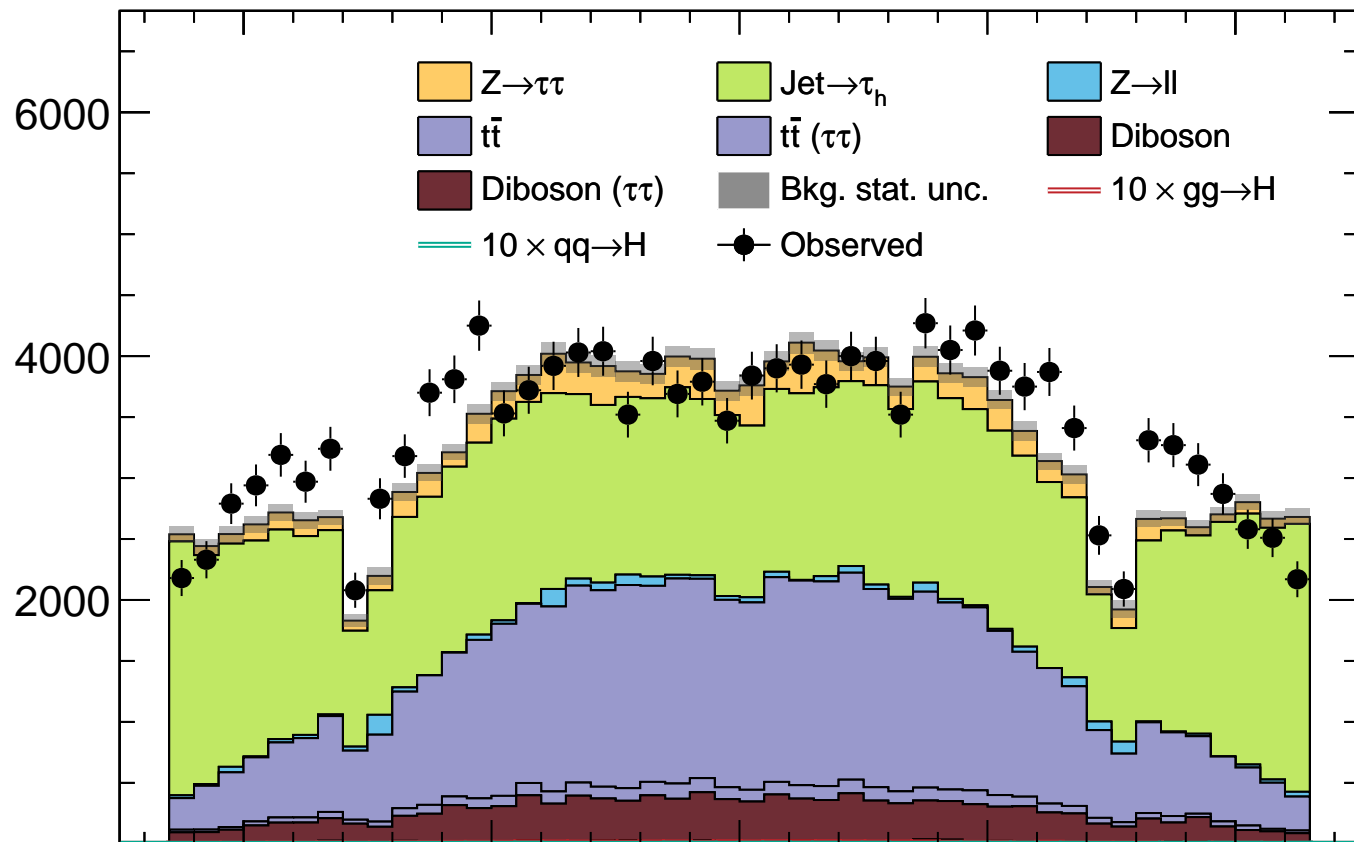 6000
4000
2000
Z→ττ Jet→τh Z→ll
tt̄ tt̄ (ττ) Diboson
Diboson (ττ) Bkg. stat. unc. 10 × gg→H
10 × qq→H Observed